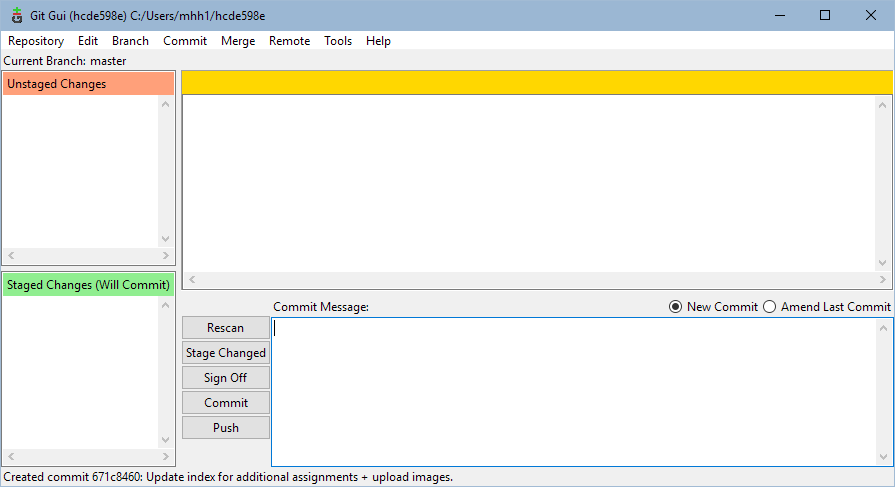 Git Gui (hcde598e) C:/Users/mhh1/hcde598e
Repository Edit Branch Commit Merge Remote Tools Help
Current Branch: master
Unstaged Changes
Staged Changes (Will Commit)
Commit Message: New Commit Amend Last Commit
Rescan
Stage Changed
Sign Off
Commit
Push
Created commit 671c8460: Update index for additional assignments + upload images.